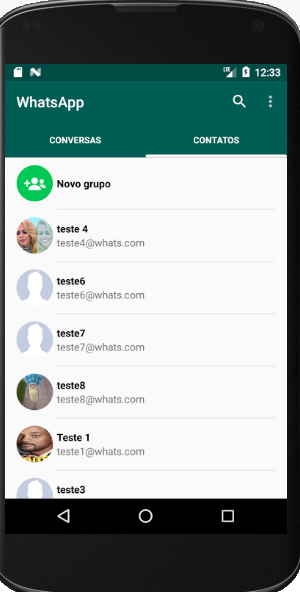 12:33
WhatsApp
CONVERSAS CONTATOS
Novo grupo
teste 4
teste4@whats.com
teste6
teste6@whats.com
teste7
teste7@whats.com
teste8
teste8@whats.com
Teste 1
teste1@whats.com
teste3